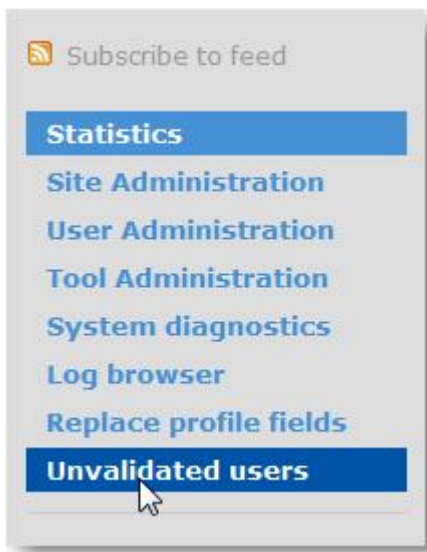 Subscribe to feed
Statistics
Site Administration
User Administration
Tool Administration
System diagnostics
Log browser
Replace profile fields
Unvalidated users